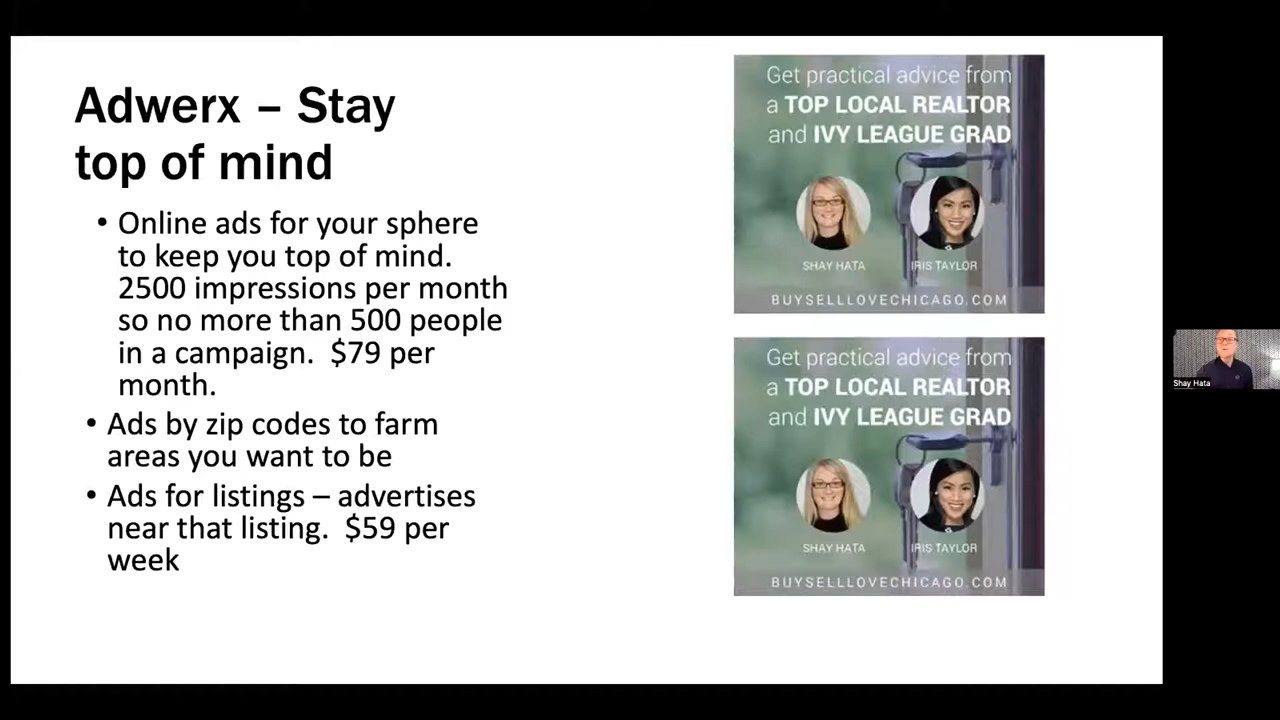 Adwerx – Stay
top of mind
• Online ads for your sphere
to keep you top of mind.
2500 impressions per month
so no more than 500 people
in a campaign.  $79 per
month.
• Ads by zip codes to farm
areas you want to be
• Ads for listings – advertises
near that listing.  $59 per
week
Get practical advice from
a TOP LOCAL REALTOR
and IVY LEAGUE GRAD
SHAY HATA
IRIS TAYLOR
BUYSELLLOVECHICAGO.COM
Get practical advice from
a TOP LOCAL REALTOR
and IVY LEAGUE GRAD
SHAY HATA
IRIS TAYLOR
BUYSELLLOVECHICAGO.COM
Shay Hata